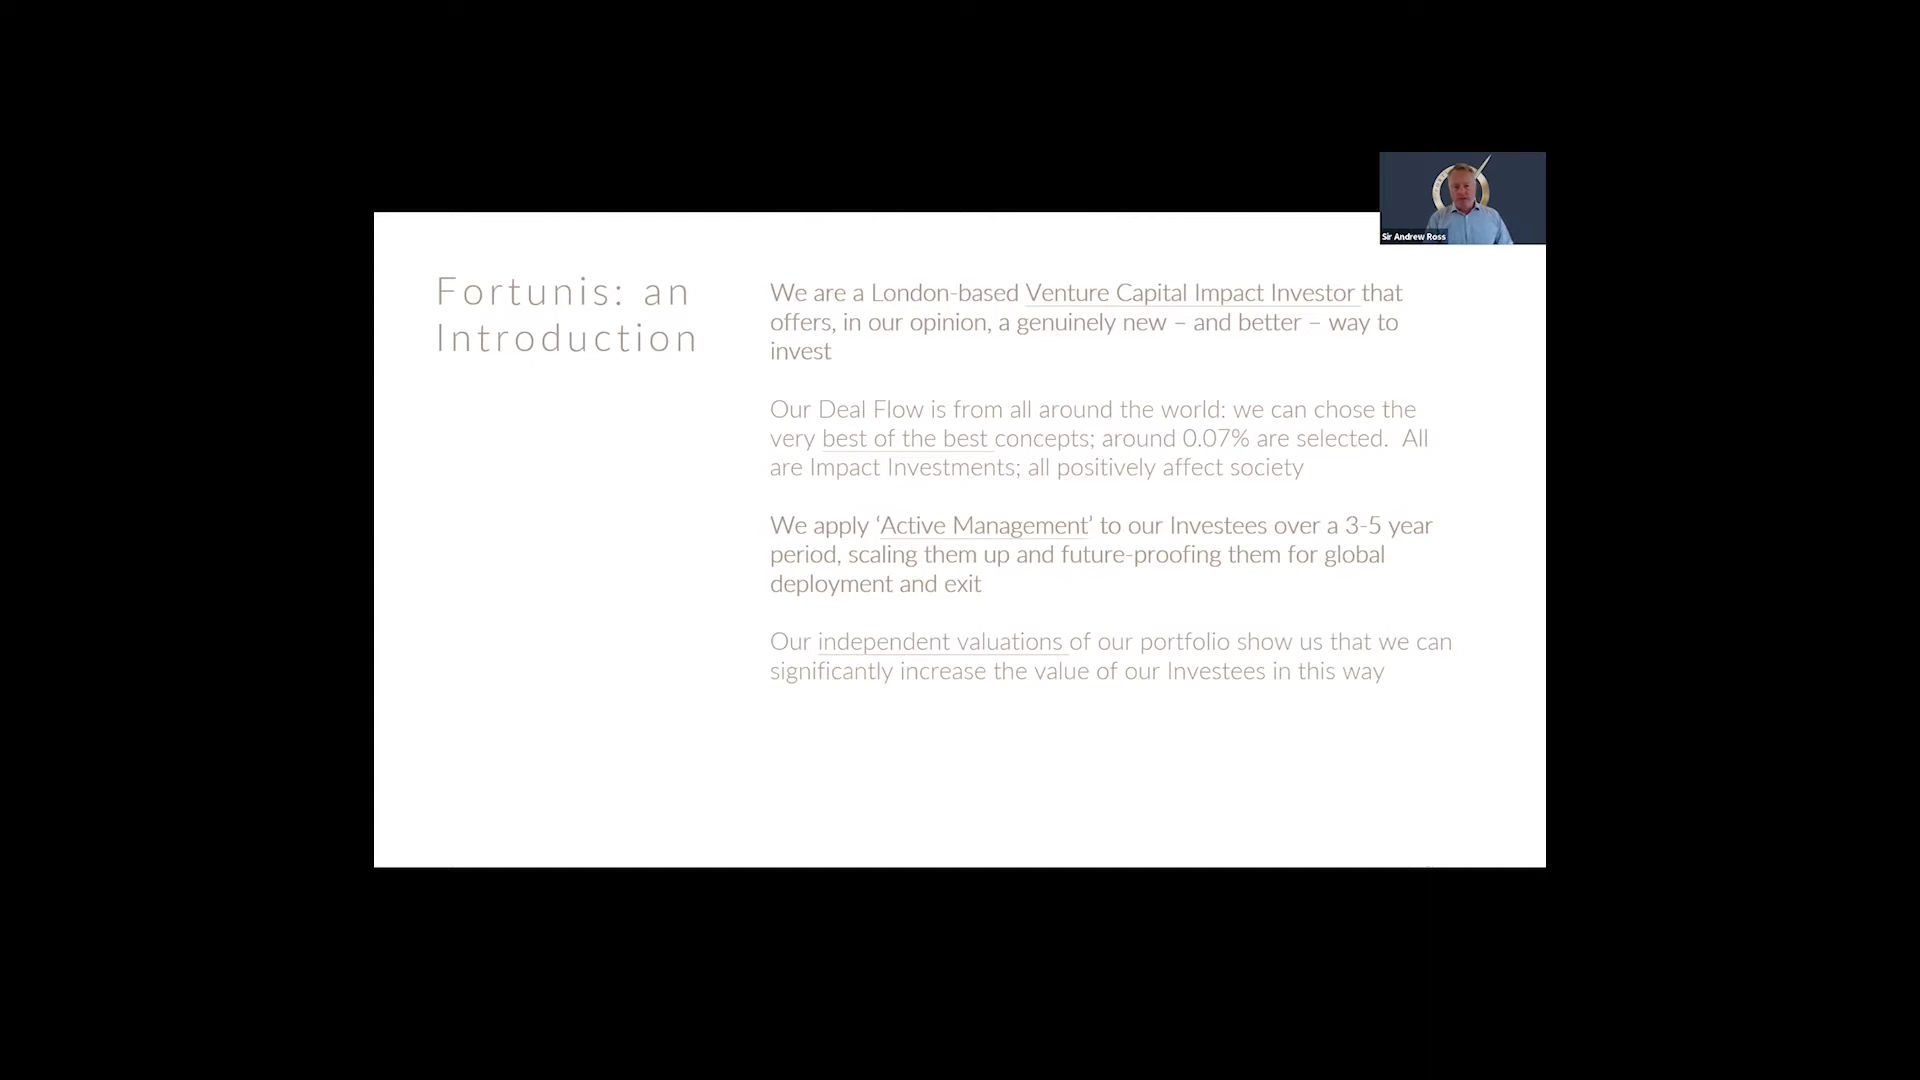 Sir Andrew Ross
Fortunis: an
Introduction
We are a London-based Venture Capital Impact Investor that
offers, in our opinion, a genuinely new – and better – way to
invest
Our Deal Flow is from all around the world: we can chose the
very best of the best concepts; around 0.07% are selected. All
are Impact Investments; all positively affect society
We apply ‘Active Management’ to our Investees over a 3-5 year
period, scaling them up and future-proofing them for global
deployment and exit
Our independent valuations of our portfolio show us that we can
significantly increase the value of our Investees in this way